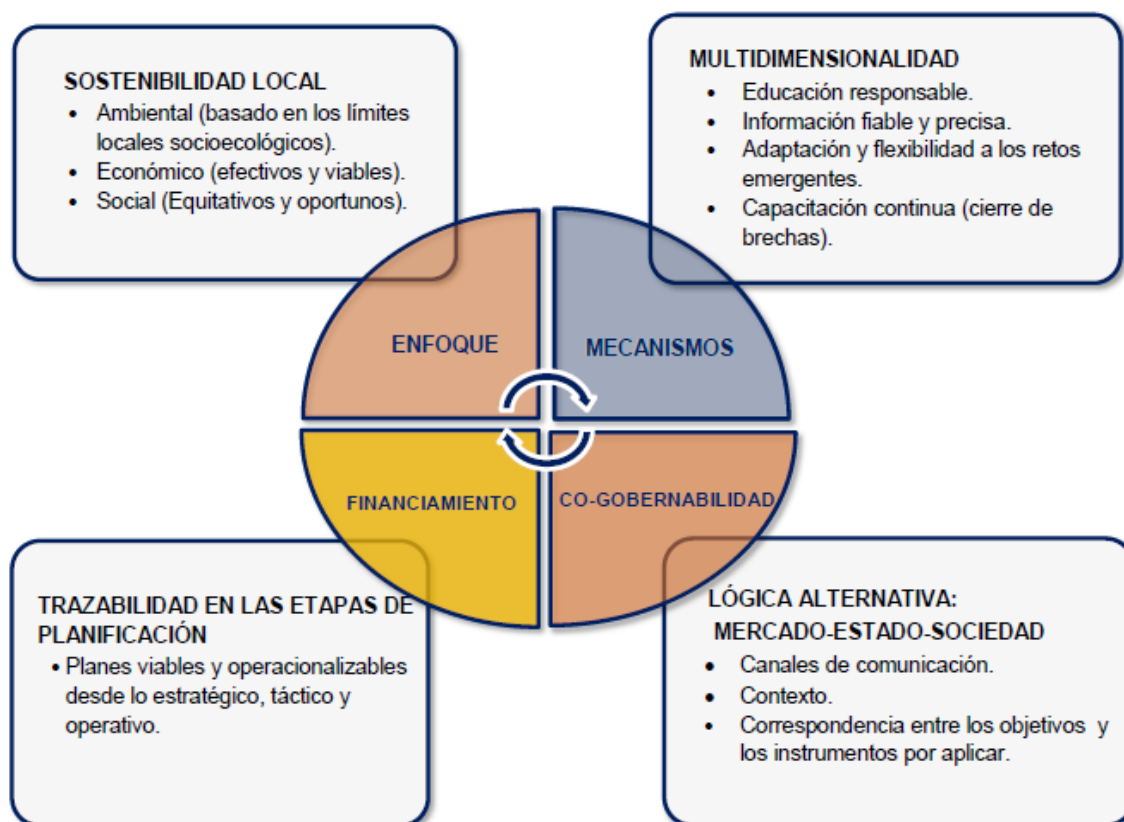 SOSTENIBILIDAD LOCAL
• Ambiental (basado en los límites
locales socioecológicos).
• Económico (efectivos y viables).
• Social (Equitativos y oportunos).
MULTIDIMENSIONALIDAD
• Educación responsable.
• Información fiable y precisa.
• Adaptación y flexibilidad a los retos
emergentes.
• Capacitación continua (cierre de
brechas).
ENFOQUE
MECANISMOS
FINANCIAMIENTO
CO-GOBERNABILIDAD
TRAZABILIDAD EN LAS ETAPAS DE
PLANIFICACIÓN
• Planes viables y operacionalizables
desde lo estratégico, táctico y
operativo.
LÓGICA ALTERNATIVA:
MERCADO-ESTADO-SOCIEDAD
• Canales de comunicación.
• Contexto.
• Correspondencia entre los objetivos y
los instrumentos por aplicar.